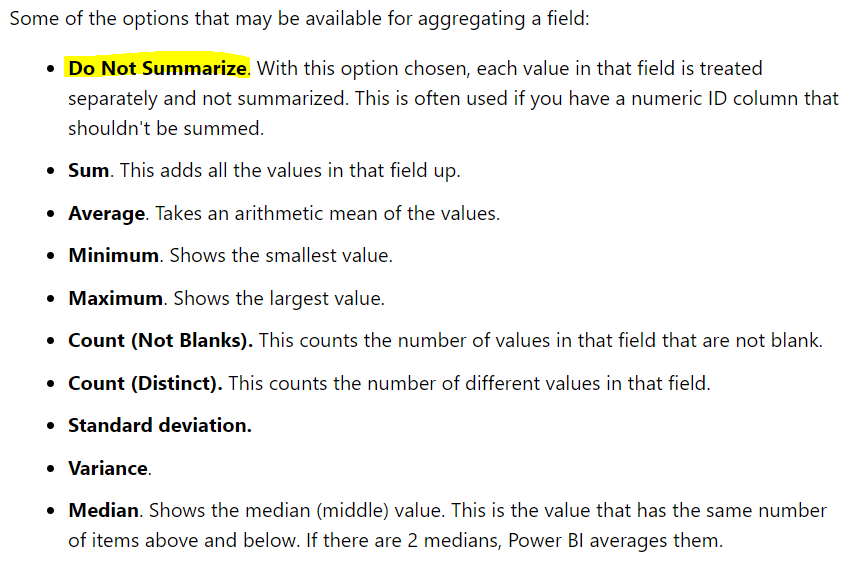 Some of the options that may be available for aggregating a field:
• Do Not Summarize. With this option chosen, each value in that field is treated
separately and not summarized. This is often used if you have a numeric ID column that
shouldn't be summed.
• Sum. This adds all the values in that field up.
• Average. Takes an arithmetic mean of the values.
• Minimum. Shows the smallest value.
• Maximum. Shows the largest value.
• Count (Not Blanks). This counts the number of values in that field that are not blank.
• Count (Distinct). This counts the number of different values in that field.
• Standard deviation.
• Variance.
• Median. Shows the median (middle) value. This is the value that has the same number
of items above and below. If there are 2 medians, Power BI averages them.